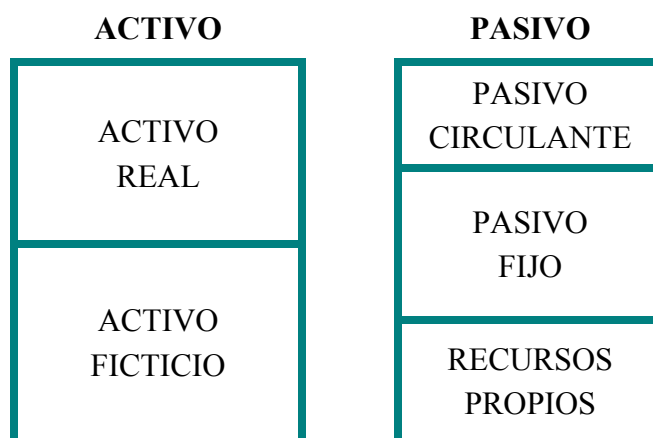 ACTIVO
ACTIVO
REAL
ACTIVO
FICTICIO
PASIVO
PASIVO
CIRCULANTE
PASIVO
FIJO
RECURSOS
PROPIOS